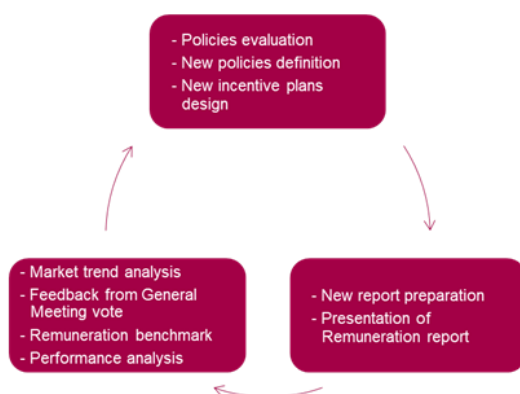 - Policies evaluation
- New policies definition
- New incentive plans
design
- Market trend analysis
- Feedback from General
Meeting vote
- Remuneration benchmark
- Performance analysis
- New report preparation
- Presentation of
Remuneration report